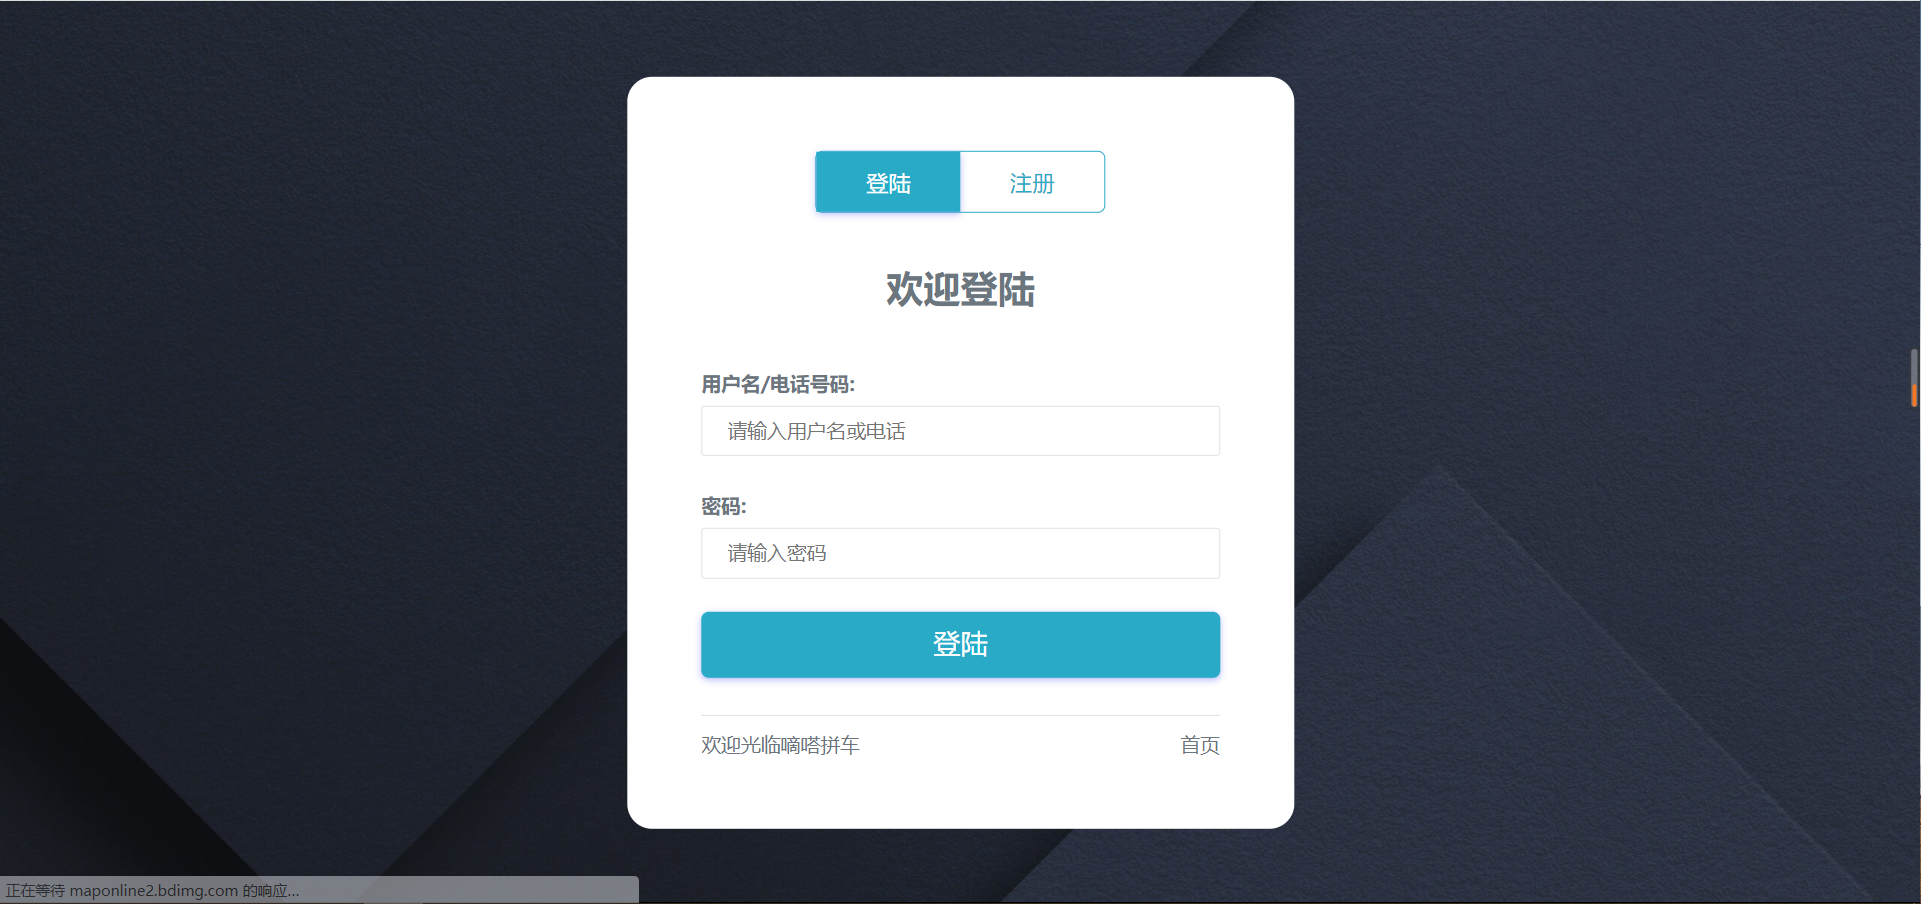 登陆
注册
欢迎登陆
用户名/电话号码:
请输入用户名或电话
密码:
请输入密码
登陆
欢迎光临嘀嗒拼车
首页
正在等待 maponline2.bdimg.com 的响应...